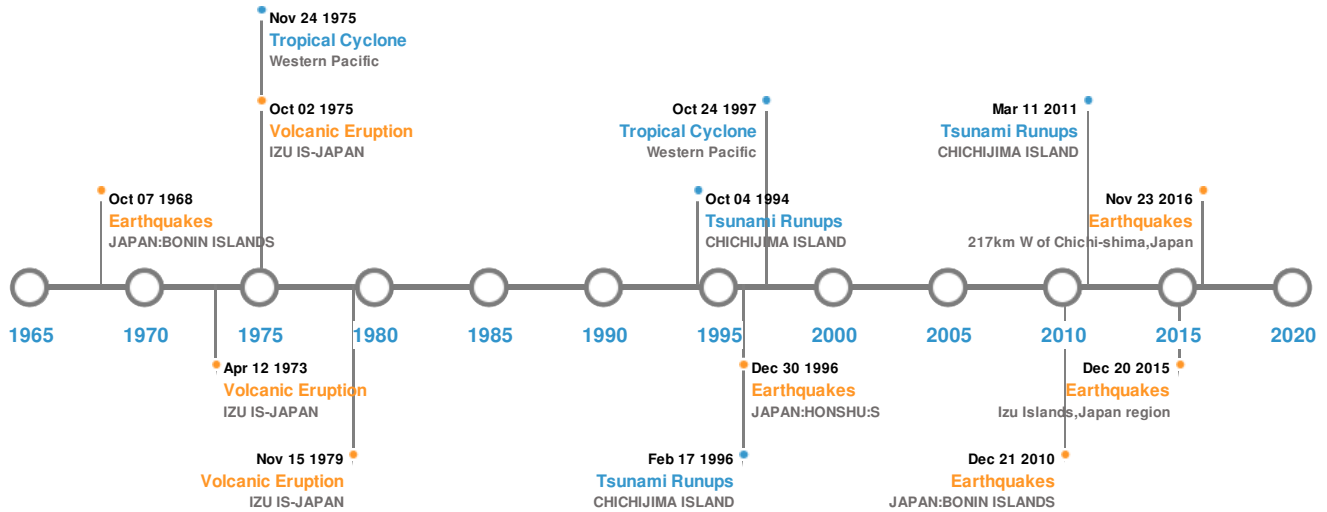 Nov 24 1975
Tropical Cyclone
Western Pacific
Oct 02 1975
Volcanic Eruption
IZU IS-JAPAN
Oct 24 1997
Tropical Cyclone
Western Pacific
Mar 11 2011
Tsunami Runups
CHICHIJIMA ISLAND
Oct 07 1968
Earthquakes
JAPAN:BONIN ISLANDS
Oct 04 1994
Tsunami Runups
CHICHIJIMA ISLAND
Nov 23 2016
Earthquakes
217km W of Chichi-shima,Japan
1965 1970 1975 1980 1985 1990 1995 2000 2005 2010 2015 2020
Apr 12 1973
Volcanic Eruption
IZU IS-JAPAN
Dec 30 1996
Earthquakes
JAPAN:HONSHU:S
Dec 20 2015
Earthquakes
Izu Islands,Japan region
Nov 15 1979
Volcanic Eruption
IZU IS-JAPAN
Feb 17 1996
Tsunami Runups
CHICHIJIMA ISLAND
Dec 21 2010
Earthquakes
JAPAN:BONIN ISLANDS